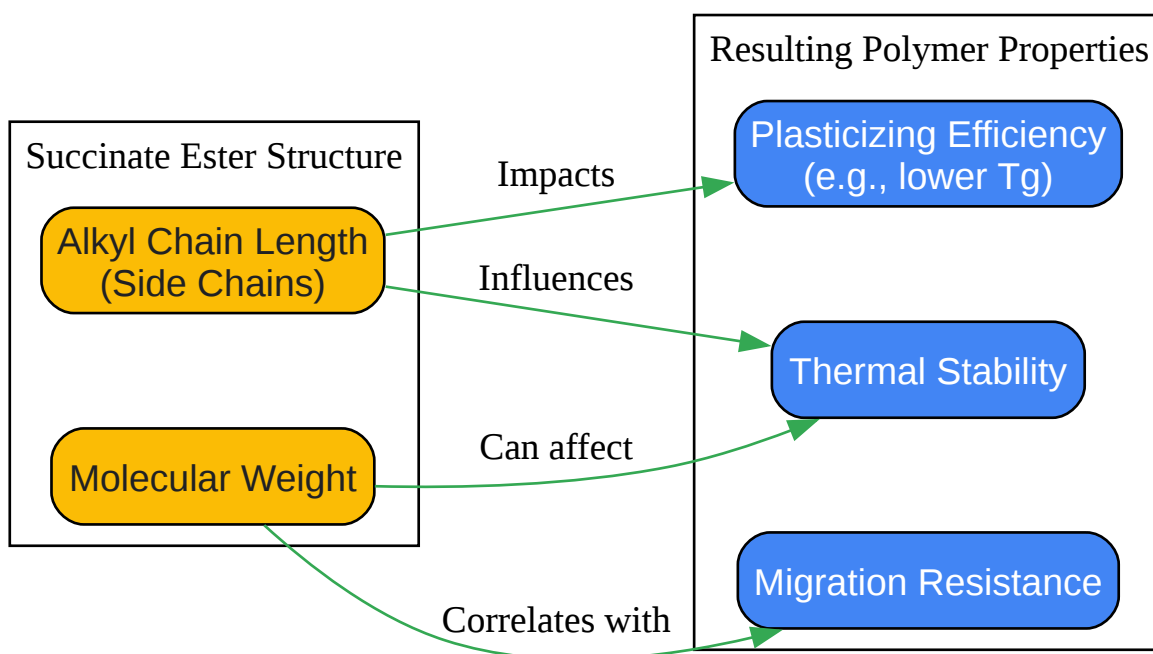 Resulting Polymer Properties
Plasticizing Efficiency
(e.g., lower Tg)
Succinate Ester Structure
Impacts
Alkyl Chain Length
(Side Chains)
Influences
Thermal Stability
Can affect
Molecular Weight
Migration Resistance
Correlates with